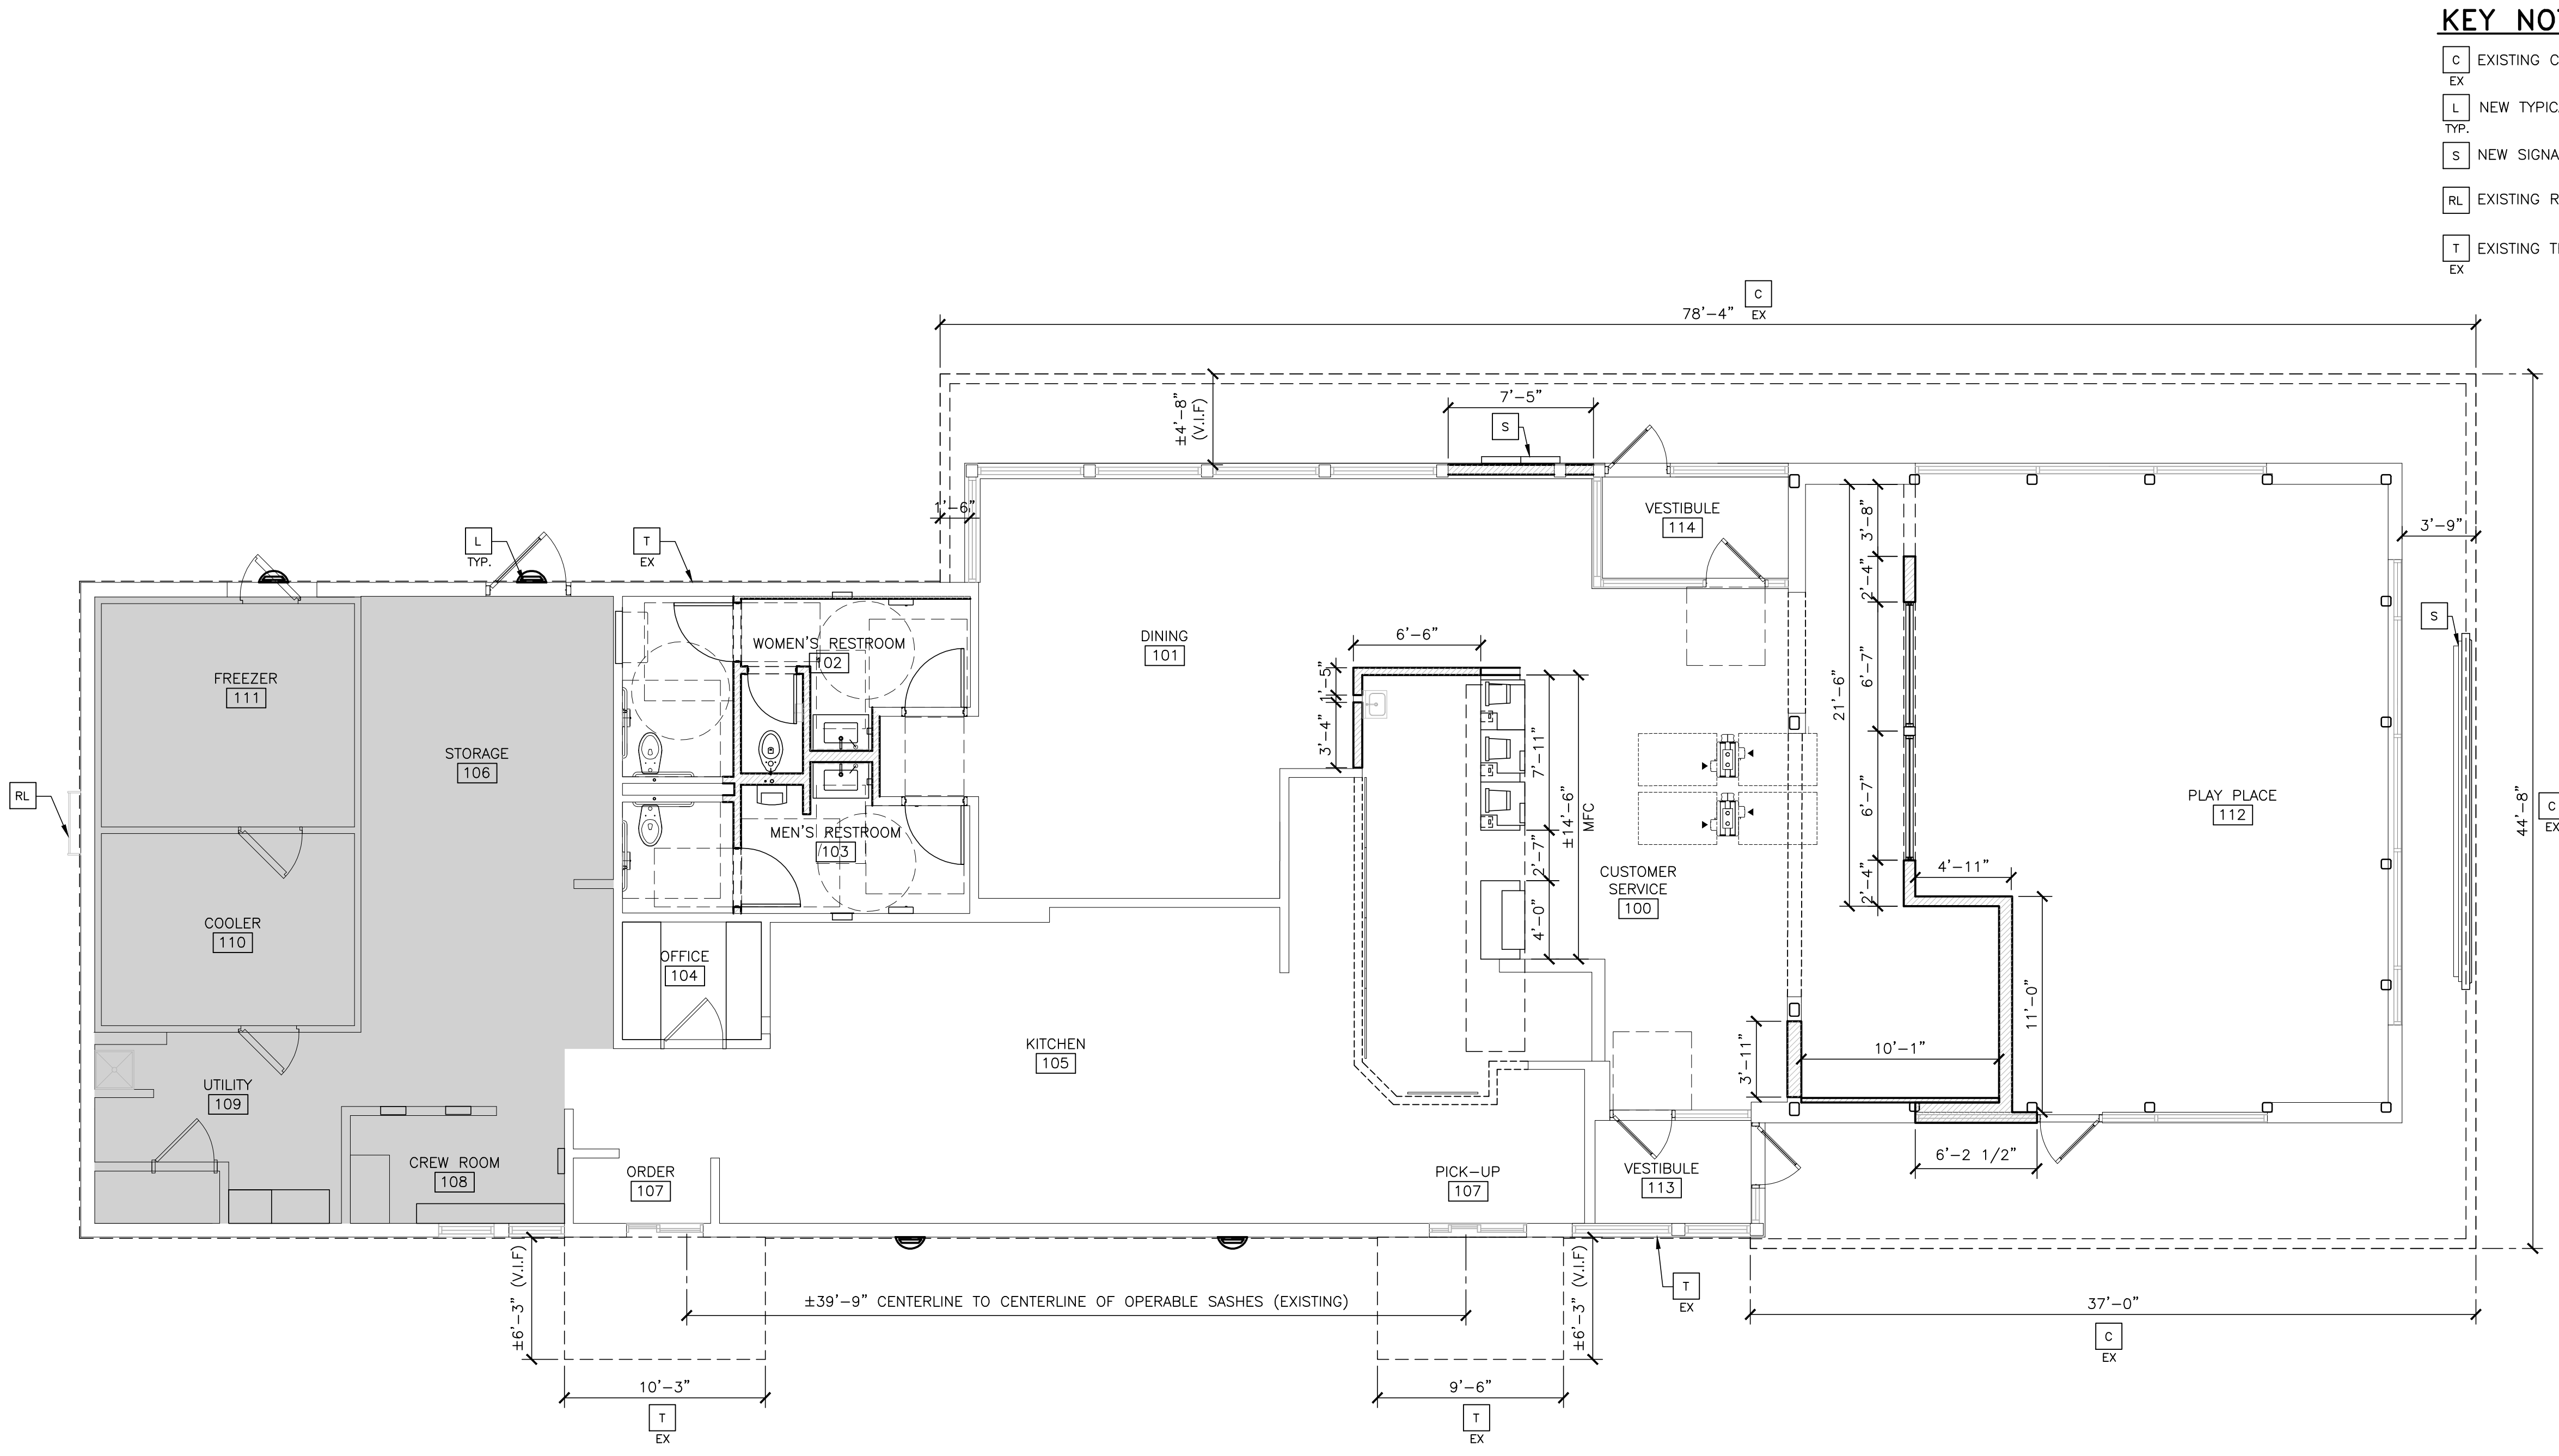 KEY NO
C EXISTING C
EX
L NEW TYPIC
TYP.
S NEW SIGNA
RL EXISTING R
T EXISTING T
EX
C
EX
78'-4"
±4'-8"
(V.I.F)
7'-5"
S
1'-6"
VESTIBULE
114
3'-8"
3'-9"
L
TYP.
T
EX
2'-4"
S
WOMEN'S RESTROOM
102
DINING
101
6'-6"
1'-5"
FREEZER
111
6'-7"
21'-6"
STORAGE
106
3'-4"
7'-11"
RL
6'-7"
PLAY PLACE
112
44'-8"
C
EX
±14'-6"
MFC
MEN'S RESTROOM
103
2'-7"
CUSTOMER
SERVICE
100
4'-11"
2'-4"
COOLER
110
4'-0"
OFFICE
104
11'-0"
KITCHEN
105
10'-1"
3'-11"
UTILITY
109
CREW ROOM
108
ORDER
107
PICK-UP
107
VESTIBULE
113
6'-2 1/2"
±6'-3" (V.I.F)
±39'-9" CENTERLINE TO CENTERLINE OF OPERABLE SASHES (EXISTING)
±6'-3" (V.I.F)
T
EX
37'-0"
C
EX
10'-3"
T
EX
9'-6"
T
EX